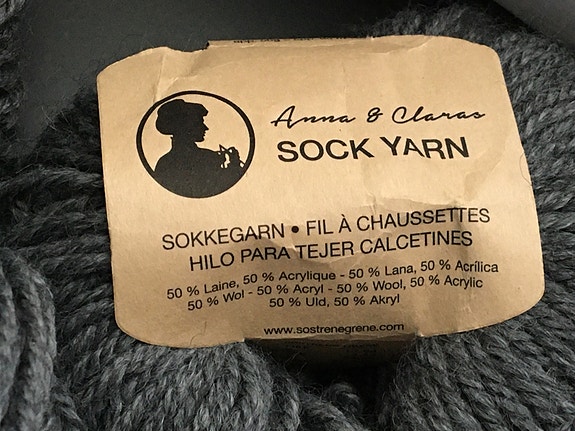 Anna & Claras
SOCK YARN
SOKKEGARN • FIL À CHAUSSETTES
HILO PARA TEJER CALCETINES
50 % Laine, 50 % Acrylique - 50 % Lana, 50 % Acrílica
50 % Wol - 50 % Acryl - 50 % Wool, 50 % Acrylic
50 % Uld, 50 % Akryl
www.sostrenegrene.com